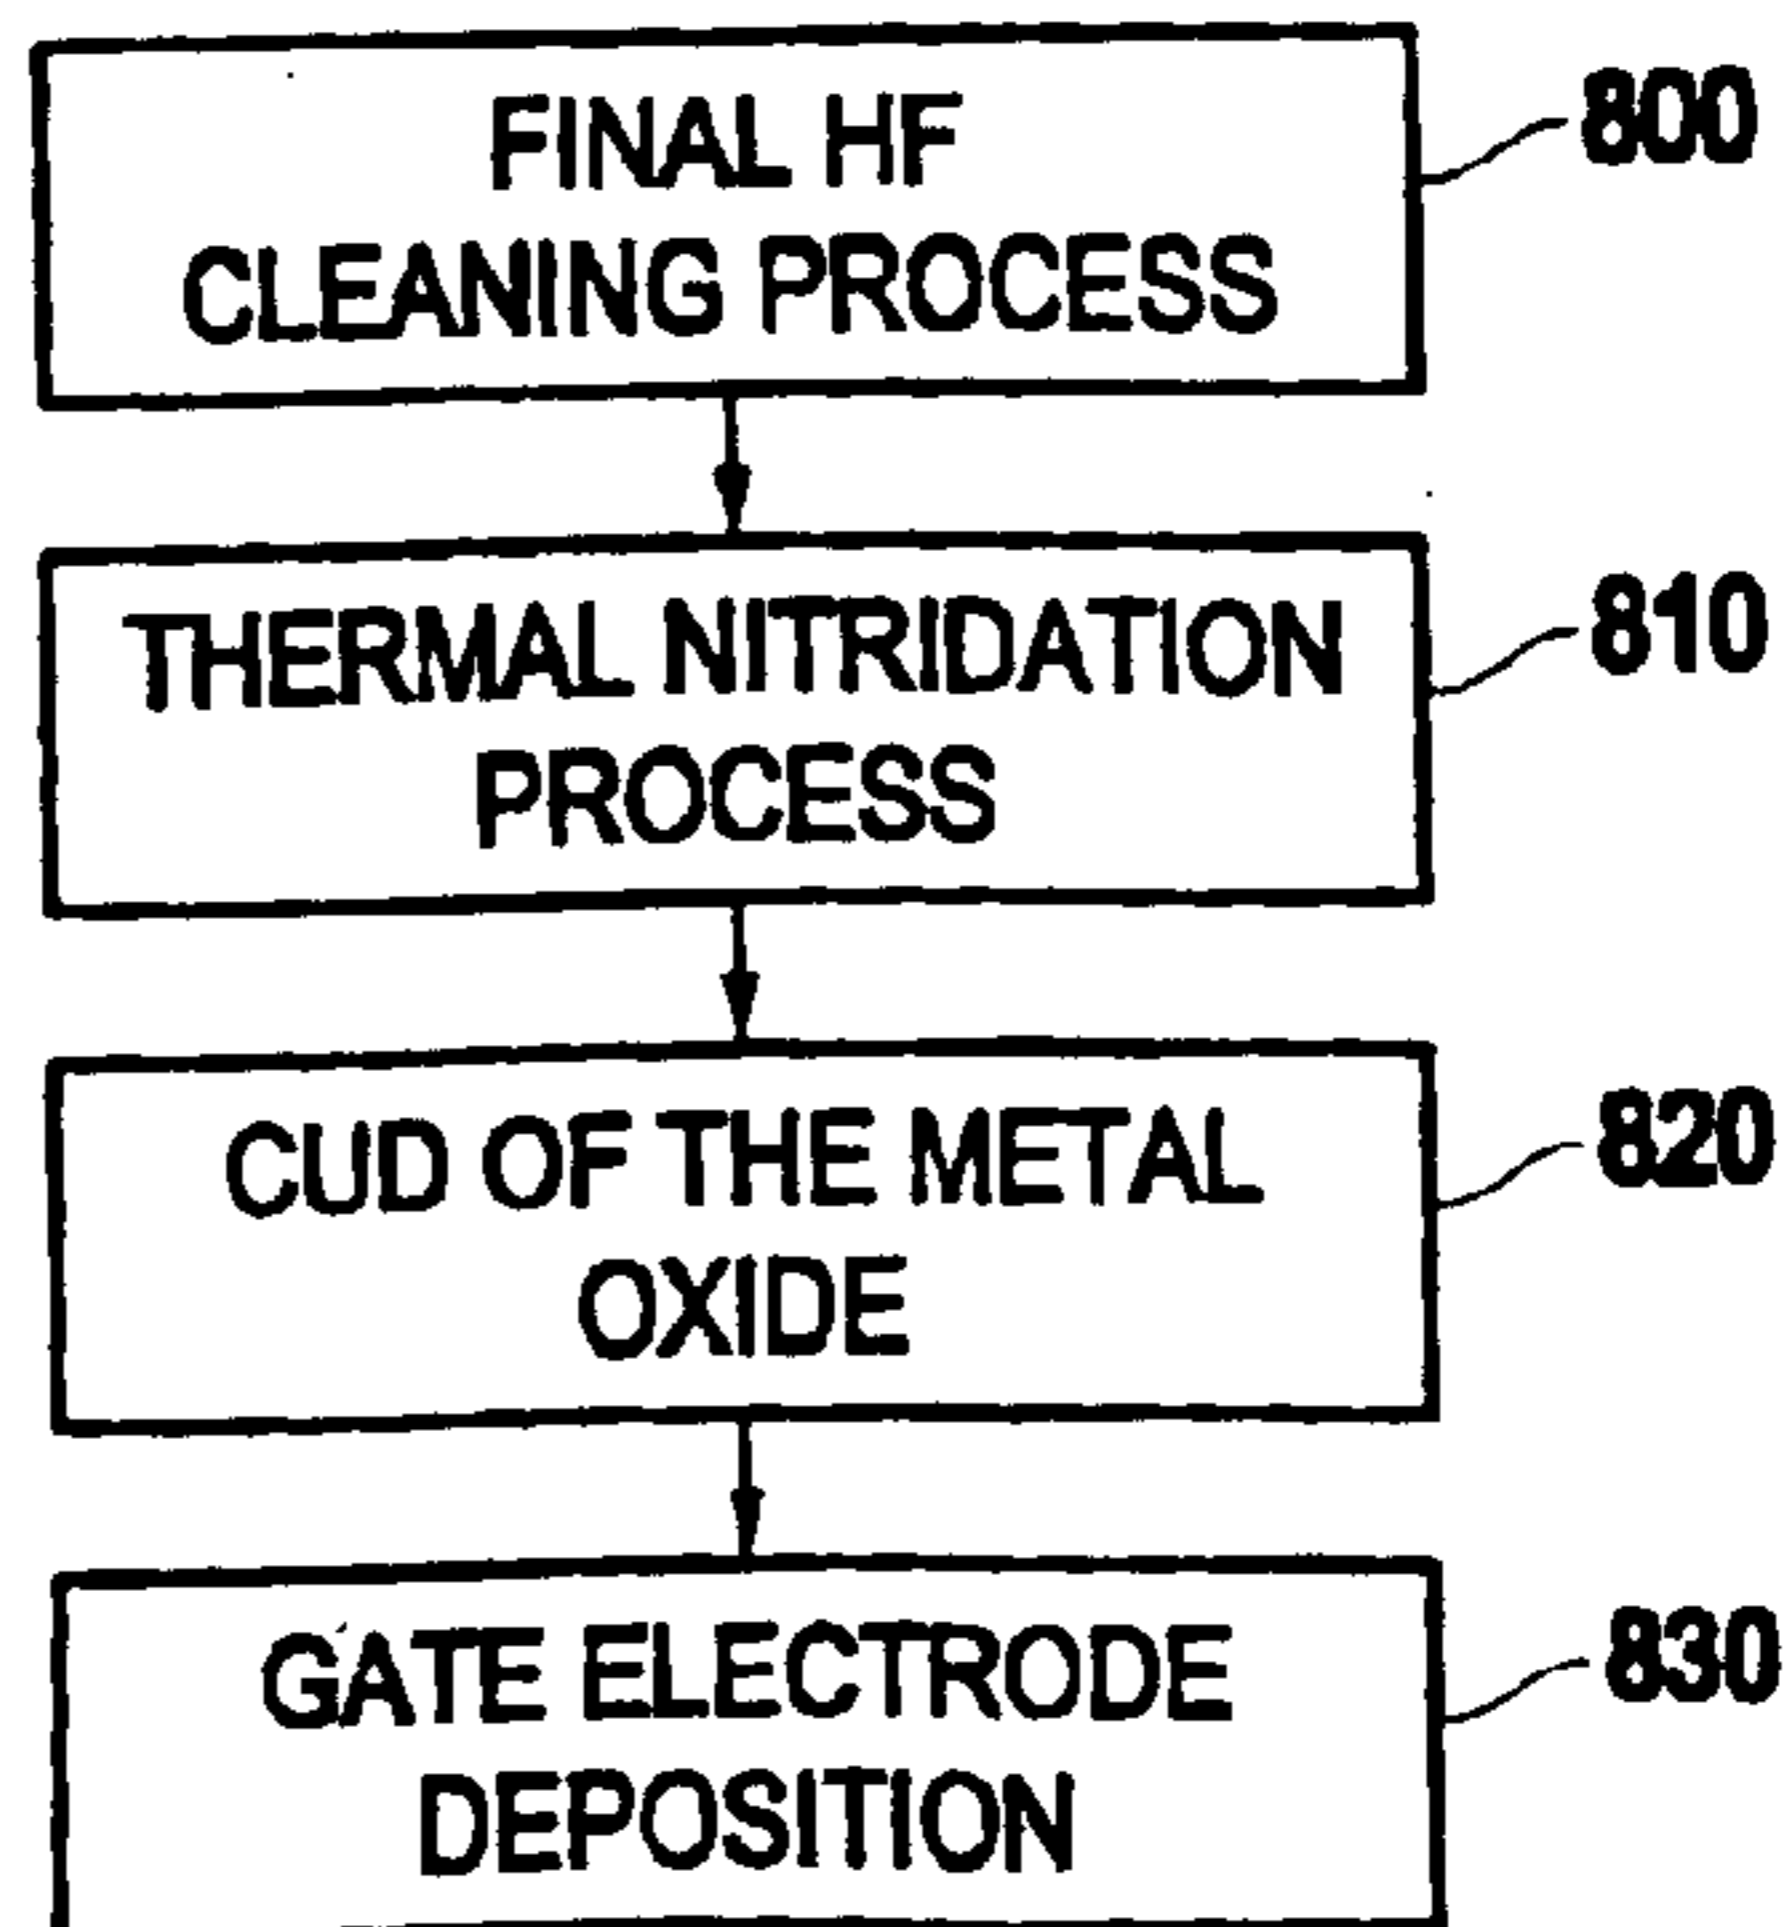 FINAL HF
CLEANING PROCESS
800
THERMAL NITRIDATION
PROCESS
810
CUD OF THE METAL
OXIDE
820
GATE ELECTRODE
DEPOSITION
830